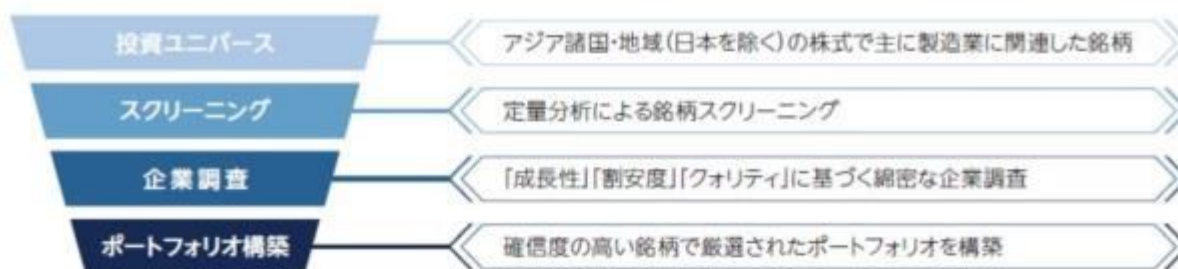 投資ユニバース
アジア諸国・地域(日本を除く)の株式で主に製造業に関連した銘柄
スクリーニング
定量分析による銘柄スクリーニング
企業調査
「成長性」「割安度」「クォリティ」に基づく綿密な企業調査
ポートフォリオ構築
確信度の高い銘柄で厳選されたポートフォリオを構築